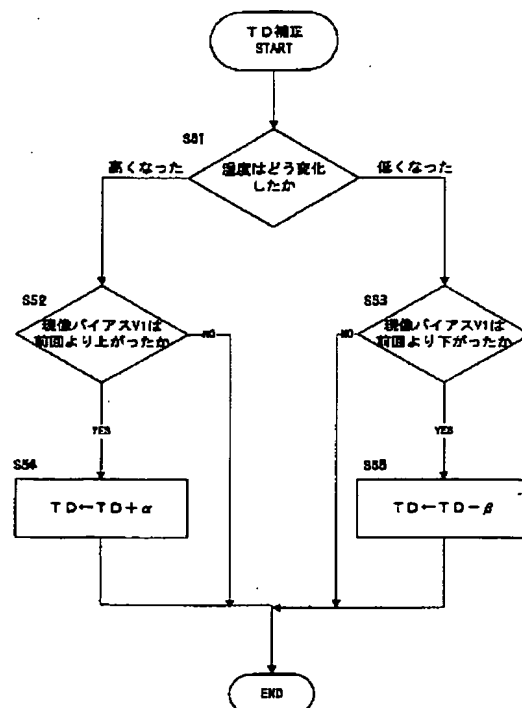 TD補正
START
S51
湿度はどう変化
したか
高くなった
低くなった
S52
現像バイアスV1は
前回より上がったか
NO
S53
現像バイアスV1は
前回より下がったか
NO
YES
YES
S54
TD←TD+α
S55
TD←TD-β
END